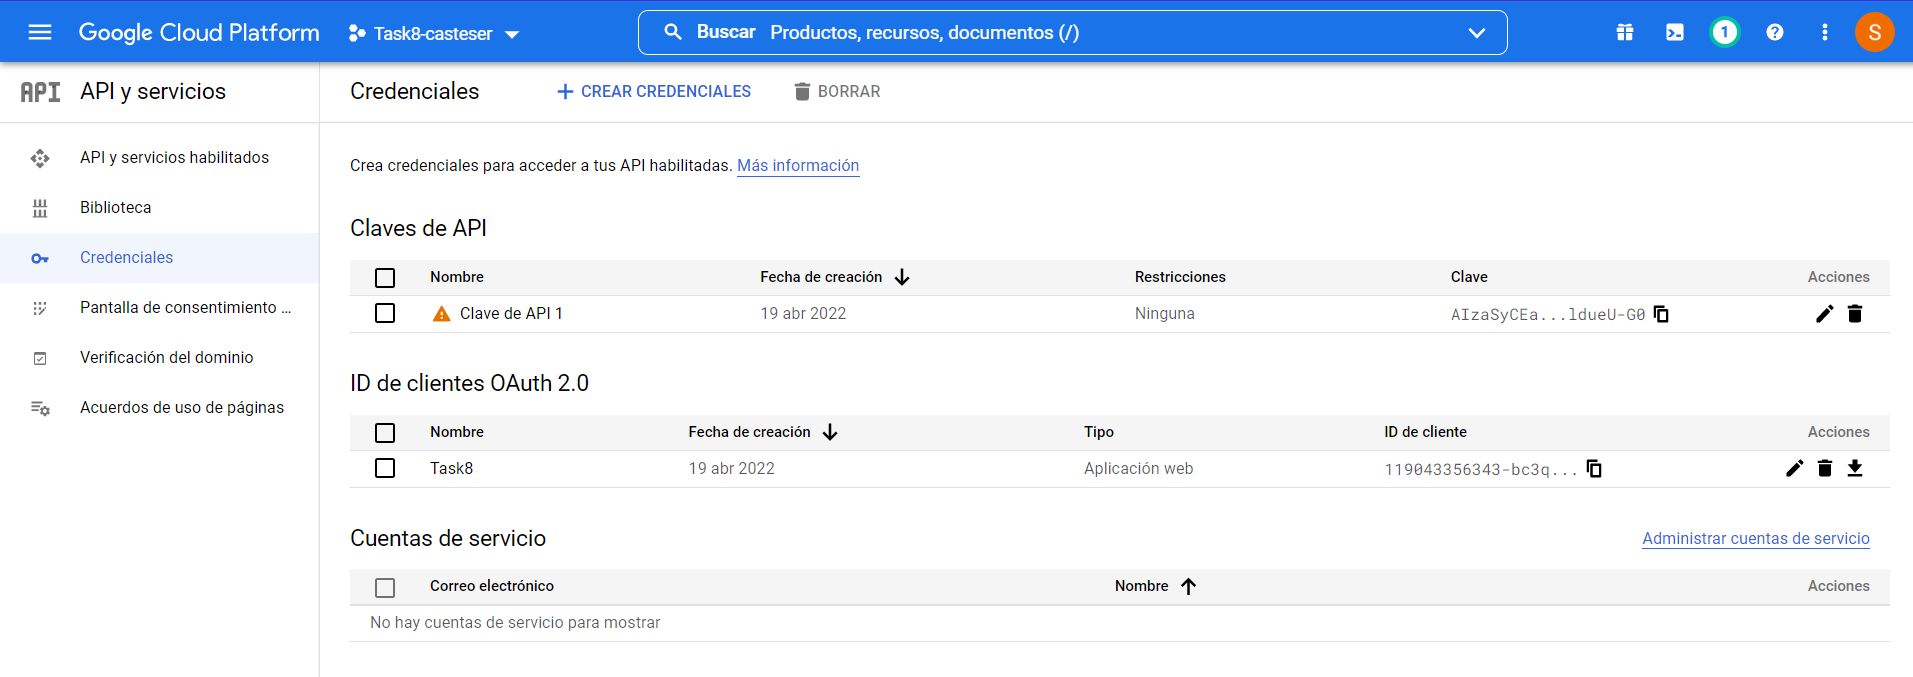 Google Cloud Platform
Task8-casteser
Buscar Productos, recursos, documentos (/)
1
S
API API y servicios
Credenciales
CREAR CREDENCIALES
BORRAR
API y servicios habilitados
Biblioteca
Credenciales
Pantalla de consentimiento ...
Verificación del dominio
Acuerdos de uso de páginas
Crea credenciales para acceder a tus API habilitadas. Más información
Claves de API
Nombre Fecha de creación Restricciones Clave Acciones
Clave de API 1 19 abr 2022 Ninguna AIzaSyCEa...ldueU-G0
ID de clientes OAuth 2.0
Nombre Fecha de creación Tipo ID de cliente Acciones
Task8 19 abr 2022 Aplicación web 119043356343-bc3q...
Cuentas de servicio Administrar cuentas de servicio
Correo electrónico Nombre Acciones
No hay cuentas de servicio para mostrar